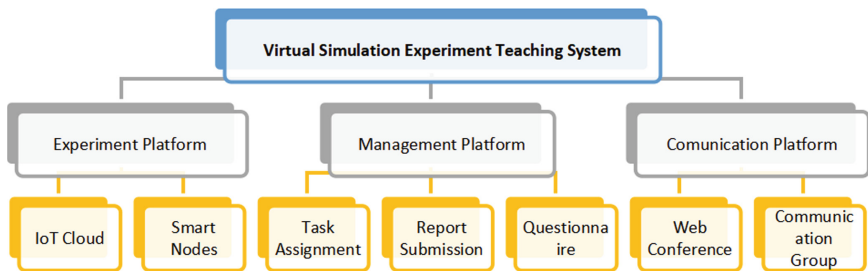 Virtual Simulation Experiment Teaching System
Experiment Platform
Management Platform
Comunication Platform
IoT Cloud
Smart
Nodes
Task
Assignment
Report
Submission
Questionna
ire
Web
Conference
Communic
ation
Group